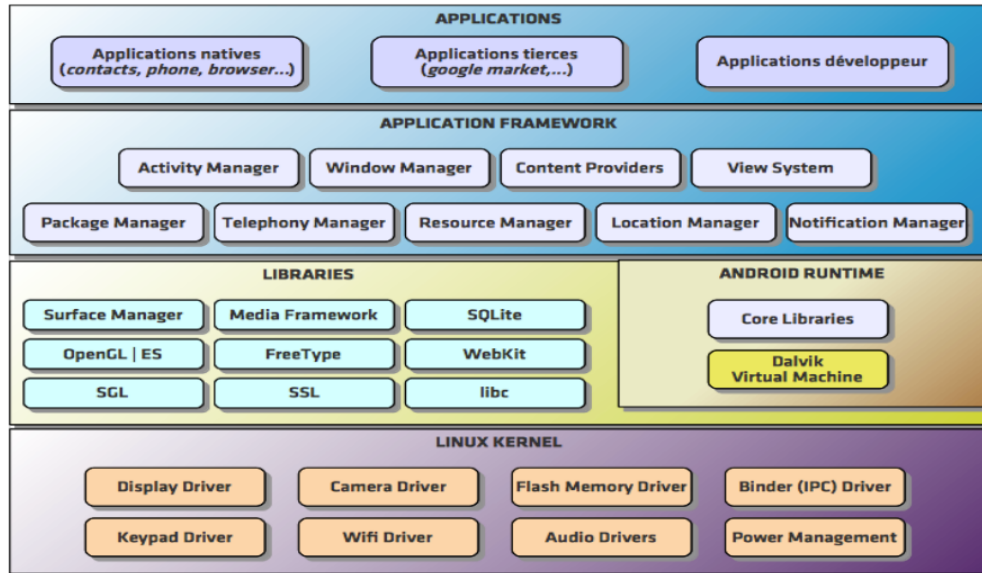 APPLICATIONS
Applications natives
(contacts, phone, browser...)
Applications tierces
(google market,...)
Applications développeur
APPLICATION FRAMEWORK
Activity Manager
Window Manager
Content Providers
View System
Package Manager
Telephony Manager
Resource Manager
Location Manager
Notification Manager
LIBRARIES
Surface Manager
Media Framework
SQLite
OpenGL | ES
FreeType
WebKit
SGL
SSL
libc
ANDROID RUNTIME
Core Libraries
Dalvik
Virtual Machine
LINUX KERNEL
Display Driver
Camera Driver
Flash Memory Driver
Binder (IPC) Driver
Keypad Driver
Wifi Driver
Audio Drivers
Power Management